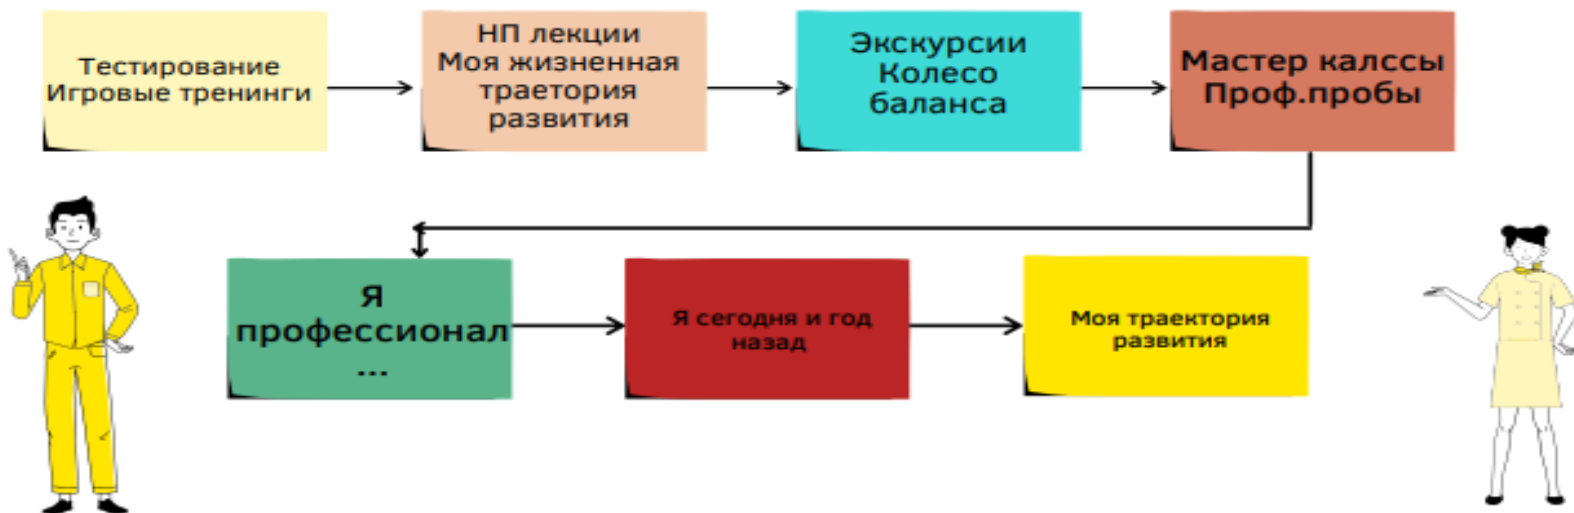 Тестирование
Игровые тренинги
НП лекции
Моя жизненная
траетория
развития
Экскурсии
Колесо
баланса
Мастер калссы
Проф.пробы
Я
профессионал
...
Я сегодня и год
назад
Моя траектория
развития